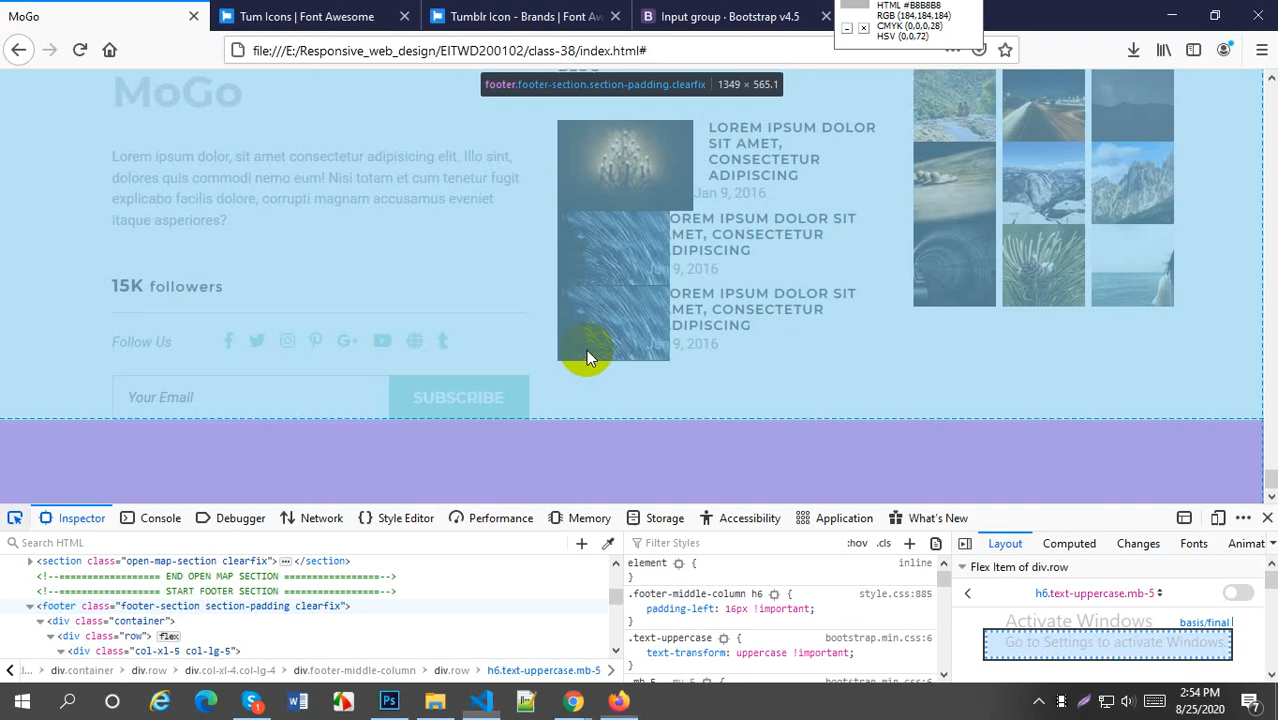 HTML #B8B8B8
RGB (184,184,184)
CMYK (0,0,0,28)
HSV (0,0,72)
Tum Icons | Font Awesome
Tumblr Icon - Brands | Font Aw
Input group · Bootstrap v4.5
MoGo
file:///E:/Responsive_web_design/EITWD200102/class-38/index.html#
footer.footer-section.section-padding.clearfix | 1349 × 565.1
MoGo
Lorem ipsum dolor, sit amet consectetur adipisicing elit. Illo sint,
dolores quis commodi nemo eum! Nisi totam et cum tenetur fugit
explicabo facilis dolore, corrupti magnam accusamus eveniet
itaque asperiores?
15K followers
Follow Us
Your Email
SUBSCRIBE
LOREM IPSUM DOLOR
SIT AMET,
CONSECTETUR
ADIPISCING
Jan 9, 2016
OREM IPSUM DOLOR SIT
MET, CONSECTETUR
DIPISCING
Jan 9, 2016
OREM IPSUM DOLOR SIT
MET, CONSECTETUR
DIPISCING
Jan 9, 2016
Inspector
Console
Debugger
Network
Style Editor
Performance
Memory
Storage
Accessibility
Application
What's New
Search HTML
<section class="open-map-section clearfix"></section>
<!--================== END OPEN MAP SECTION =================-->
<!--================== START FOOTER SECTION =================-->
<footer class="footer-section section-padding clearfix">
<div class="container">
<div class="row"> flex
<div class="col-xl-5 col-lg-5">
div.container
div.row
div.col-xl-4.col-lg-4
div.footer-middle-column
div.row
h6.text-uppercase.mb-5
Filter Styles
:hov .cls
element { inline
}
.footer-middle-column h6 { style.css:885
padding-left: 16px !important;
}
.text-uppercase { bootstrap.min.css:6
text-transform: uppercase !important;
}
Layout
Computed
Changes
Fonts
Animat
Flex Item of div.row
h6.text-uppercase.mb-5
basis/final
Activate Windows
Go to Settings to activate Windows.
2:54 PM
8/25/2020